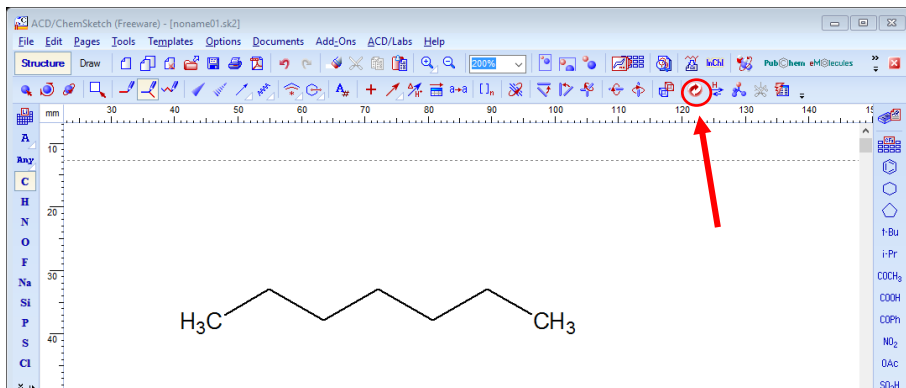 ACD/ChemSketch (Freeware) - [noname01.sk2]
File Edit Pages Tools Templates Options Documents Add-Ons ACD/Labs Help
Structure Draw 200% InChI PubChem eMolecules
mm 30 40 50 60 70 80 90 100 110 120 130 140 15
A
Any
C
H
N
O
F
Na
Si
P
S
Cl
10
20
30
40
H₃C CH₃
t-Bu
i-Pr
COCH₃
COOH
COPh
NO₂
OAc
SO₃H